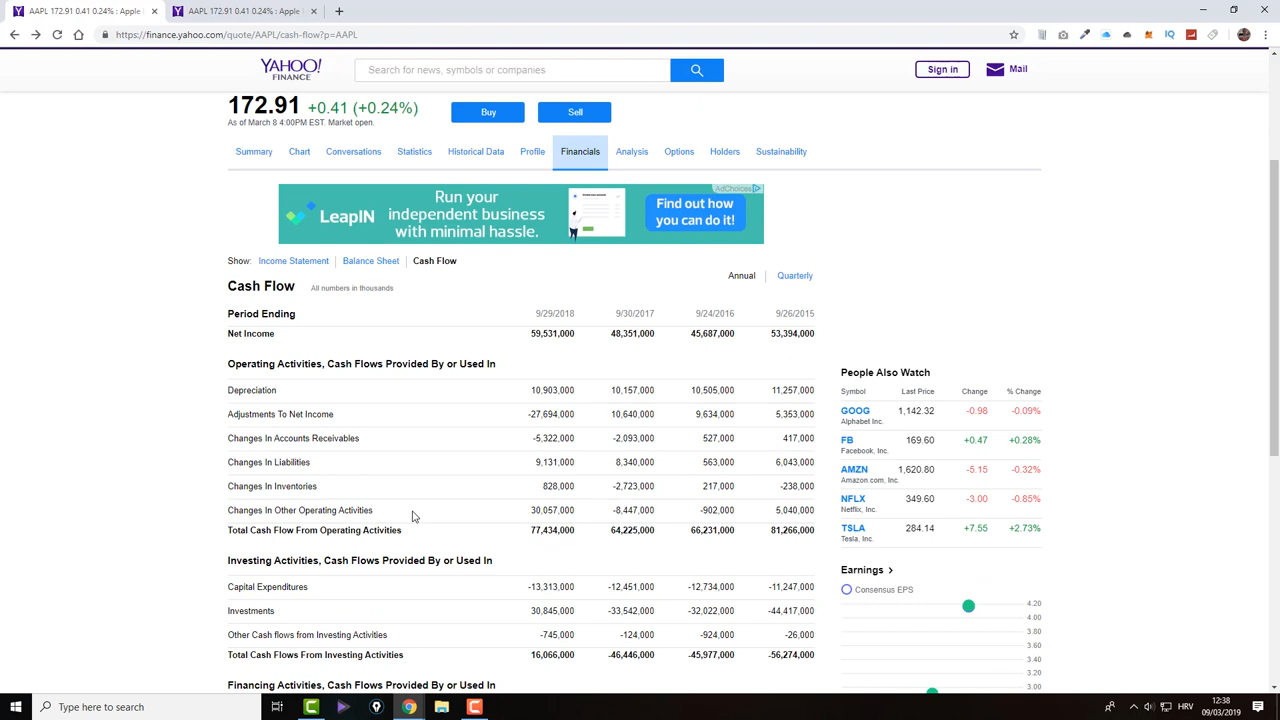 AAPL 172.91 0.41 0.24% : Apple
AAPL 172.91 0.41 0.24% : Apple
https://finance.yahoo.com/quote/AAPL/cash-flow?p=AAPL
YAHOO!
FINANCE
Search for news, symbols or companies
Sign in
Mail
172.91 +0.41 (+0.24%)
As of March 8 4:00PM EST. Market open.
Buy
Sell
Summary Chart Conversations Statistics Historical Data Profile Financials Analysis Options Holders Sustainability
AdChoices
LeapIN
Run your
independent business
with minimal hassle.
Find out how
you can do it!
Show: Income Statement Balance Sheet Cash Flow
Annual Quarterly
Cash Flow All numbers in thousands
Period Ending 9/29/2018 9/30/2017 9/24/2016 9/26/2015
Net Income 59,531,000 48,351,000 45,687,000 53,394,000
Operating Activities, Cash Flows Provided By or Used In
Depreciation 10,903,000 10,157,000 10,505,000 11,257,000
Adjustments To Net Income -27,694,000 10,640,000 9,634,000 5,353,000
Changes In Accounts Receivables -5,322,000 -2,093,000 527,000 417,000
Changes In Liabilities 9,131,000 8,340,000 563,000 6,043,000
Changes In Inventories 828,000 -2,723,000 217,000 -238,000
Changes In Other Operating Activities 30,057,000 -8,447,000 -902,000 5,040,000
Total Cash Flow From Operating Activities 77,434,000 64,225,000 66,231,000 81,266,000
Investing Activities, Cash Flows Provided By or Used In
Capital Expenditures -13,313,000 -12,451,000 -12,734,000 -11,247,000
Investments 30,845,000 -33,542,000 -32,022,000 -44,417,000
Other Cash flows from Investing Activities -745,000 -124,000 -924,000 -26,000
Total Cash Flows From Investing Activities 16,066,000 -46,446,000 -45,977,000 -56,274,000
Financing Activities, Cash Flows Provided By or Used In
People Also Watch
Symbol Last Price Change % Change
GOOG 1,142.32 -0.98 -0.09%
Alphabet Inc.
FB 169.60 +0.47 +0.28%
Facebook, Inc.
AMZN 1,620.80 -5.15 -0.32%
Amazon.com, Inc.
NFLX 349.60 -3.00 -0.85%
Netflix, Inc.
TSLA 284.14 +7.55 +2.73%
Tesla, Inc.
Earnings
Consensus EPS
4.20
4.00
3.80
3.60
3.40
3.20
3.00
Type here to search
HRV
12:38
09/03/2019